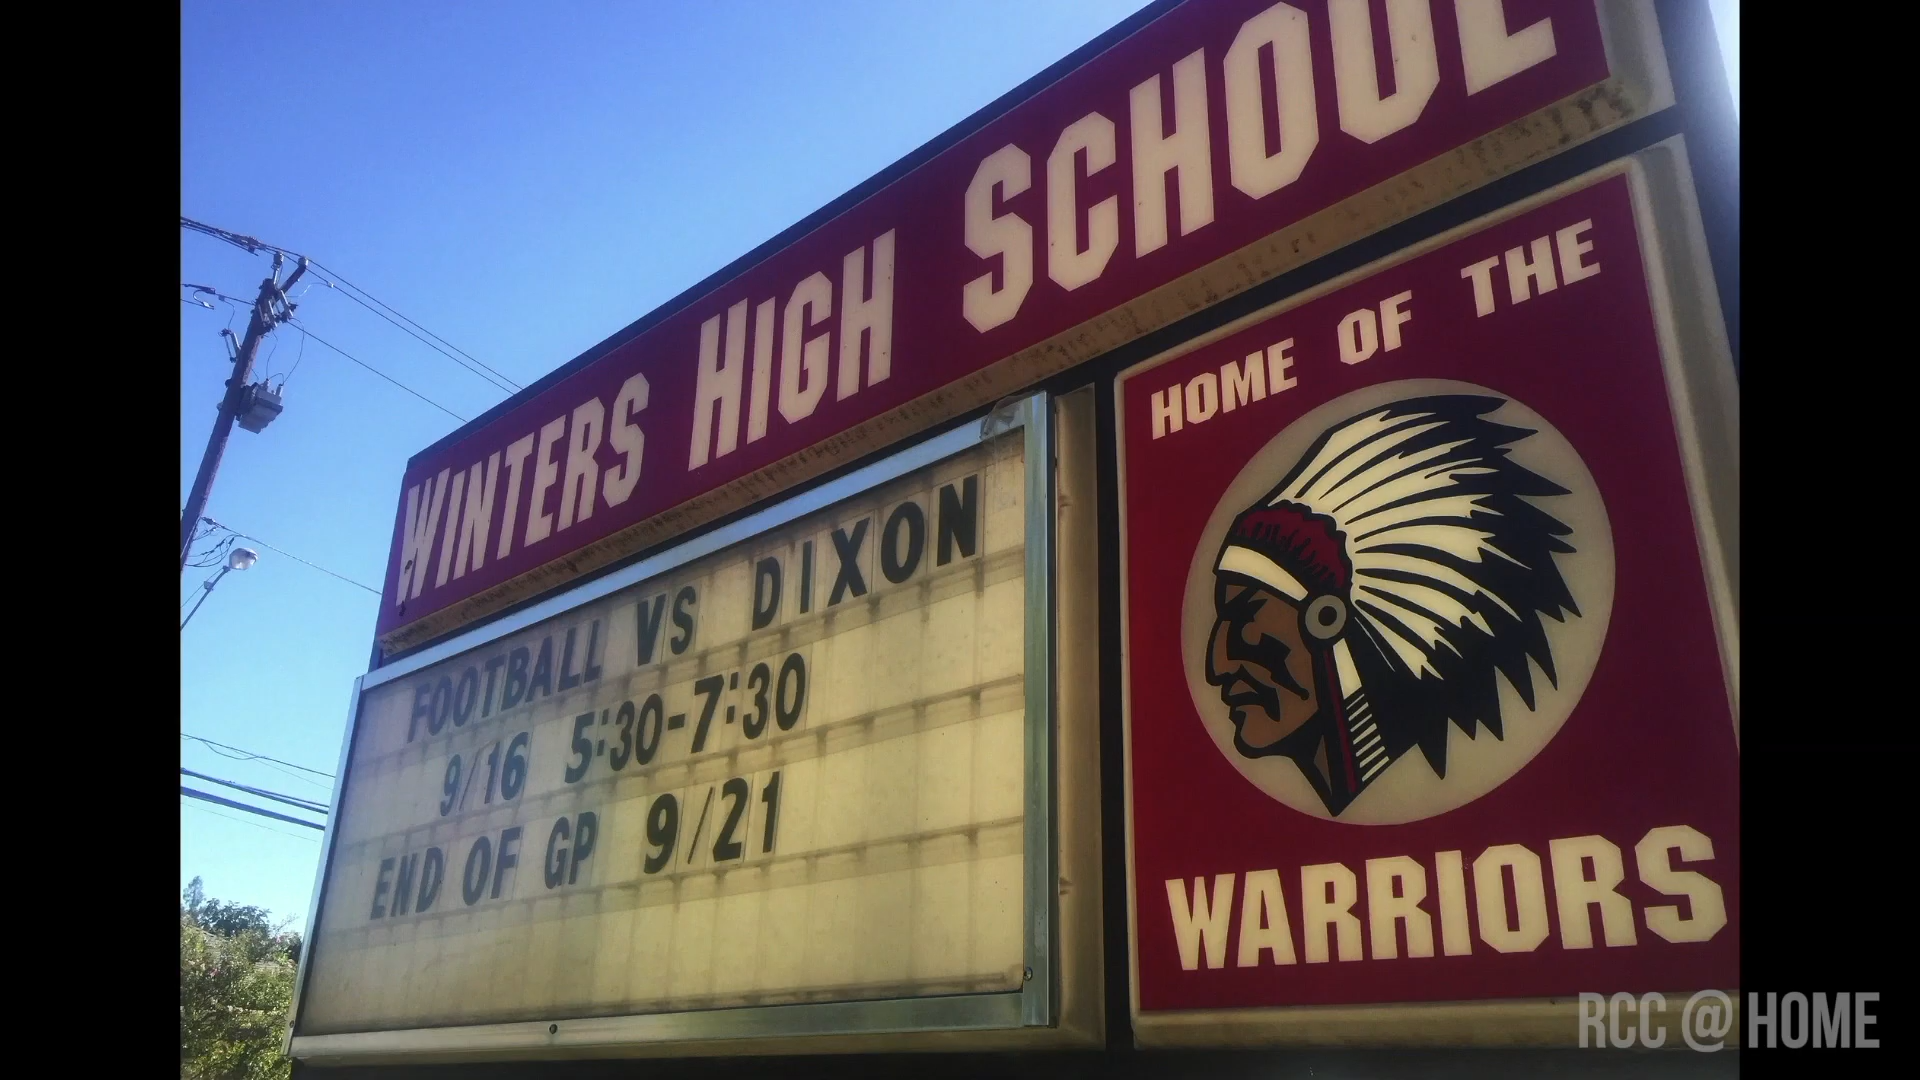 WINTERS HIGH SCHOOL
FOOTBALL VS DIXON
9/16 5:30-7:30
END OF GP 9/21
HOME OF THE
WARRIORS
RCC @ HOME